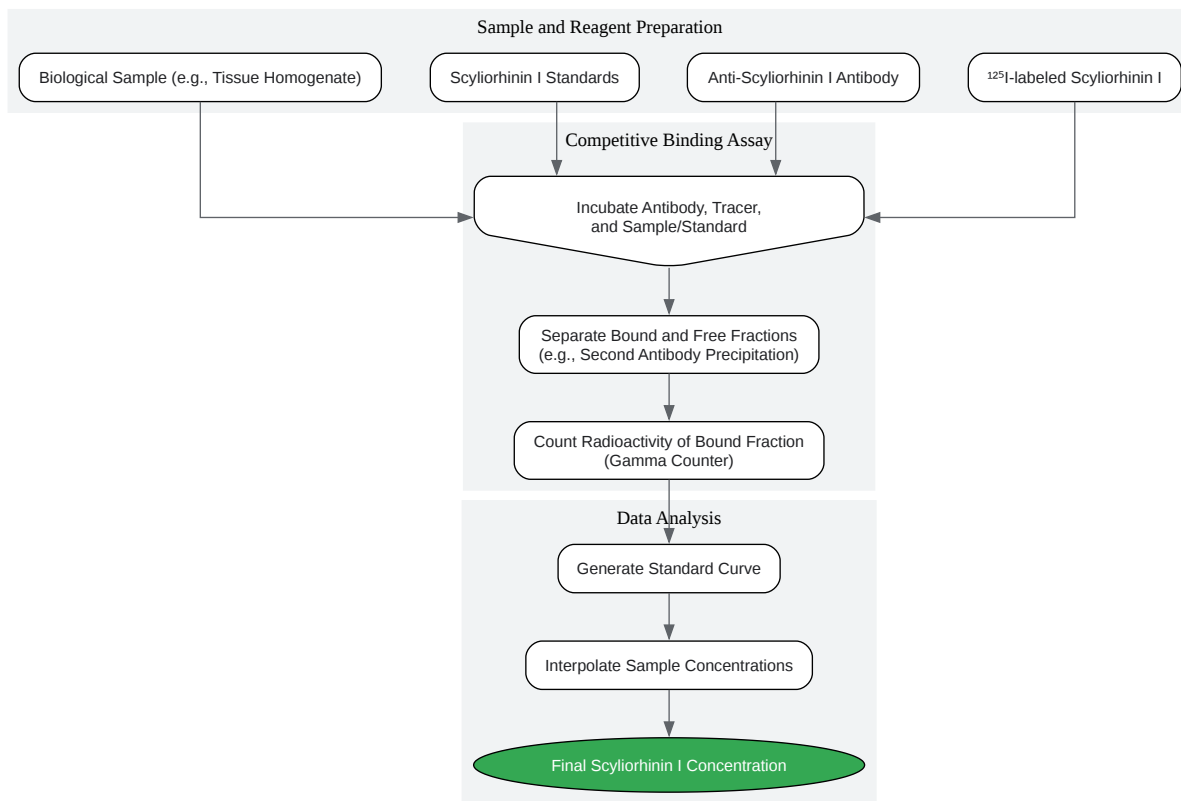 Sample and Reagent Preparation
Biological Sample (e.g., Tissue Homogenate)
Scyliorhinin I Standards
Anti-Scyliorhinin I Antibody
¹²⁵I-labeled Scyliorhinin I
Competitive Binding Assay
Incubate Antibody, Tracer,
and Sample/Standard
Separate Bound and Free Fractions
(e.g., Second Antibody Precipitation)
Count Radioactivity of Bound Fraction
(Gamma Counter)
Data Analysis
Generate Standard Curve
Interpolate Sample Concentrations
Final Scyliorhinin I Concentration